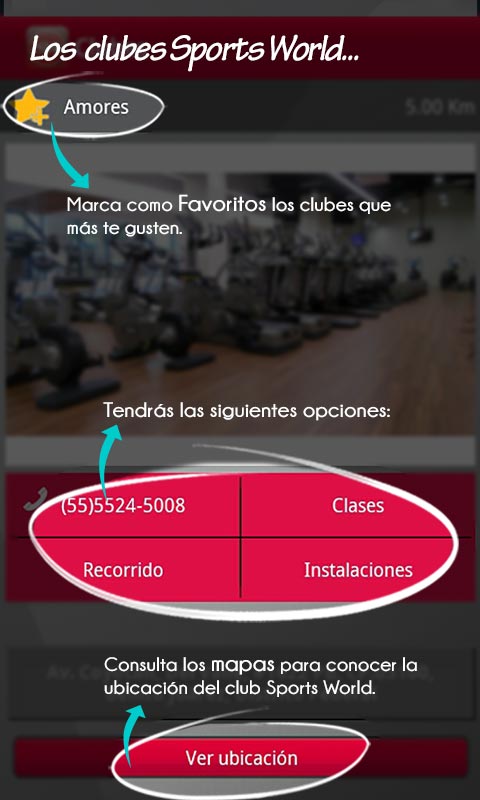 Los clubes Sports World...
Amores
5.00 Km
Marca como Favoritos los clubes que
más te gusten.
Tendrás las siguientes opciones:
(55)5524-5008
Clases
Recorrido
Instalaciones
Consulta los mapas para conocer la
ubicación del club Sports World.
Ver ubicación